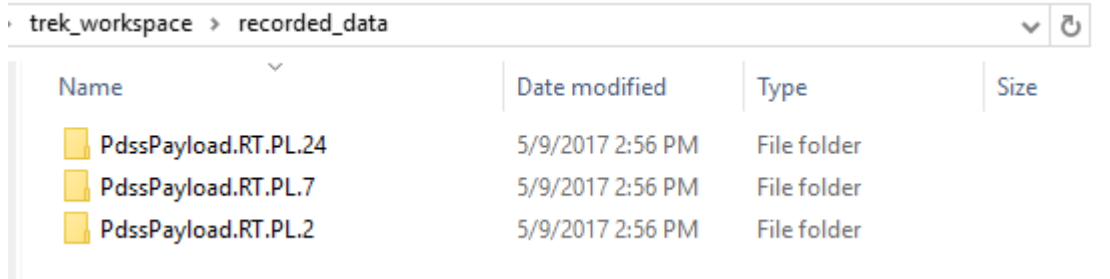 trek_workspace > recorded_data
Name Date modified Type Size
PdssPayload.RT.PL.24 5/9/2017 2:56 PM File folder
PdssPayload.RT.PL.7 5/9/2017 2:56 PM File folder
PdssPayload.RT.PL.2 5/9/2017 2:56 PM File folder